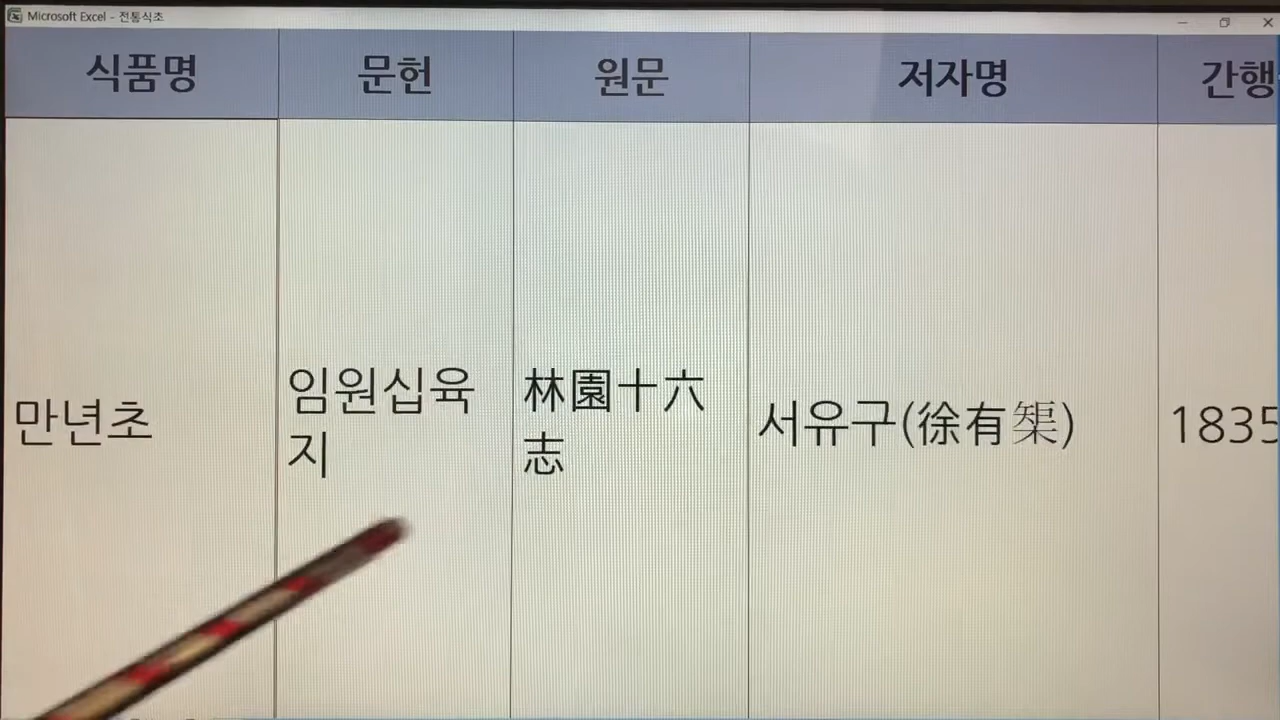 Microsoft Excel - 전통식초
식품명 문헌 원문 저자명 간행
만년초 임원십육지 林園十六志 서유구(徐有榘) 1835